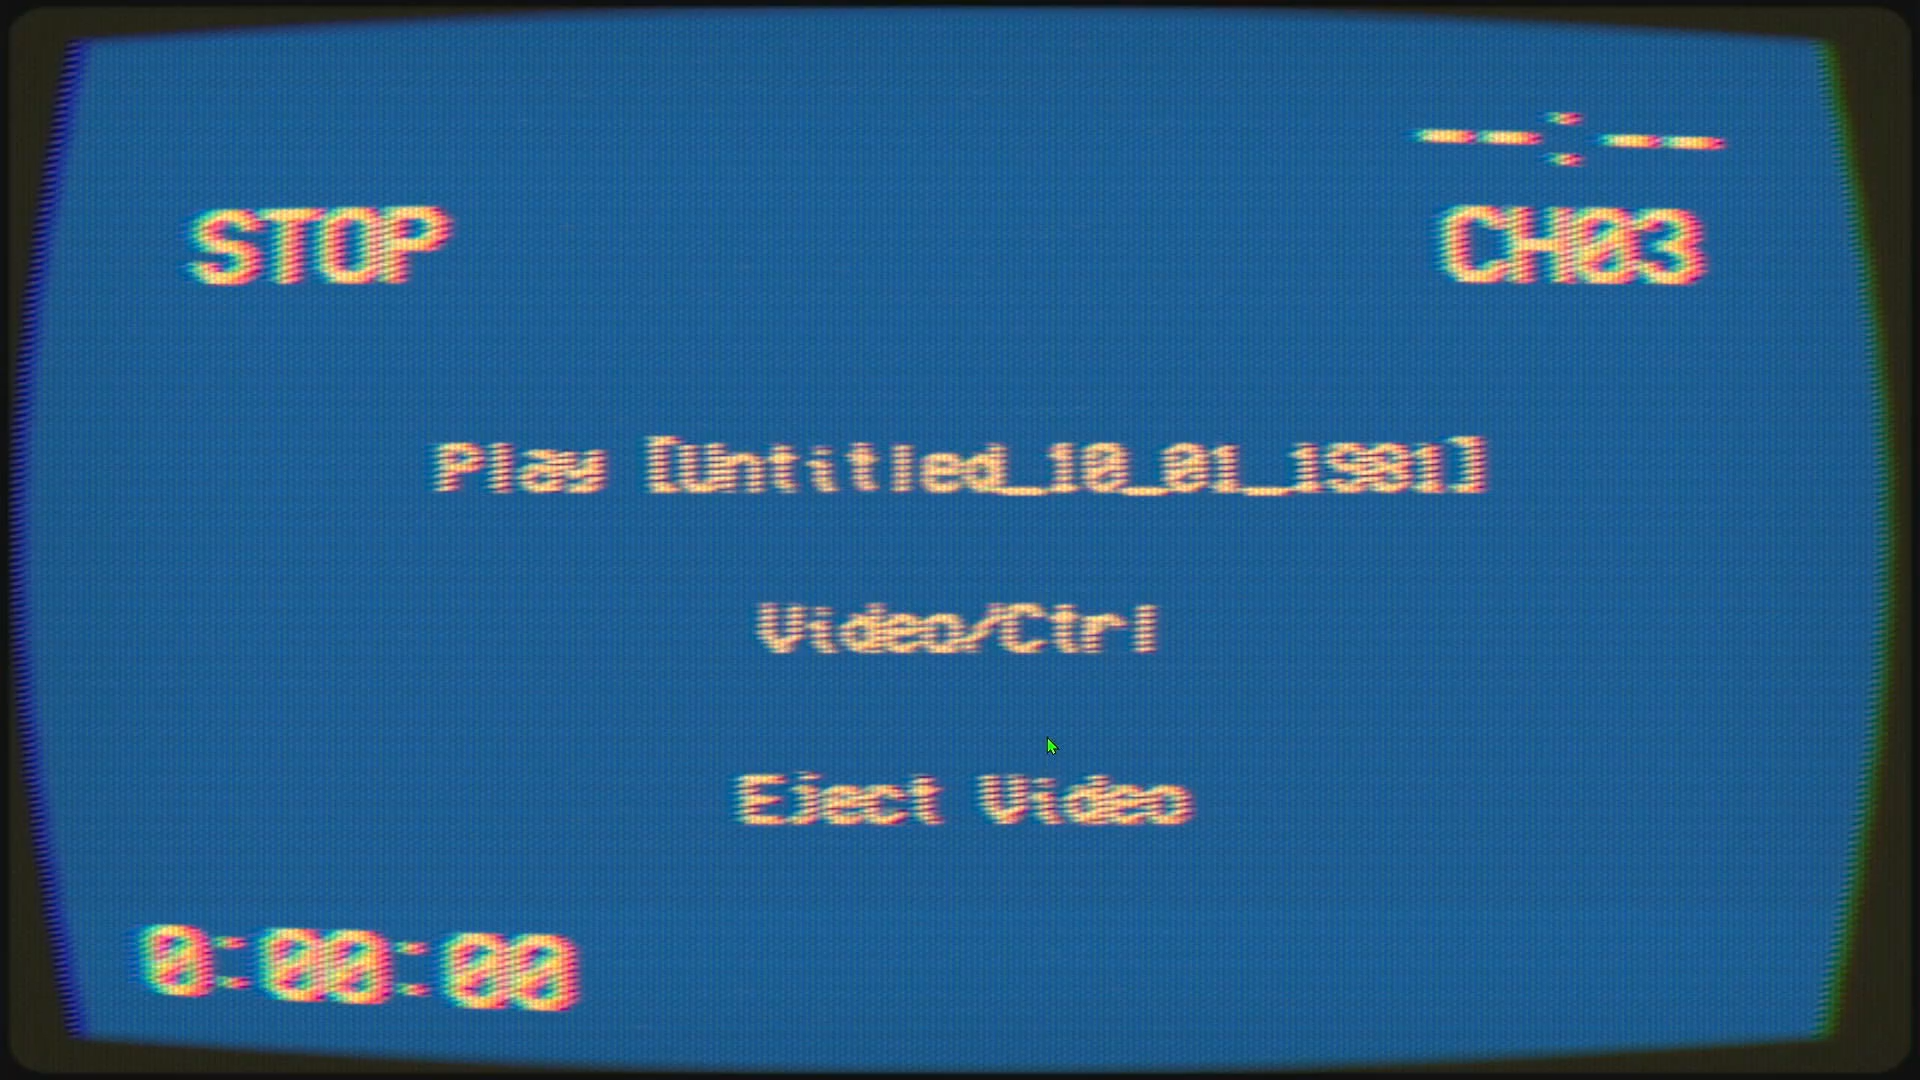 --:--
STOP
CH03
Play [Untitled_10_01_1981]
Video/Ctrl
Eject Video
0:00:00